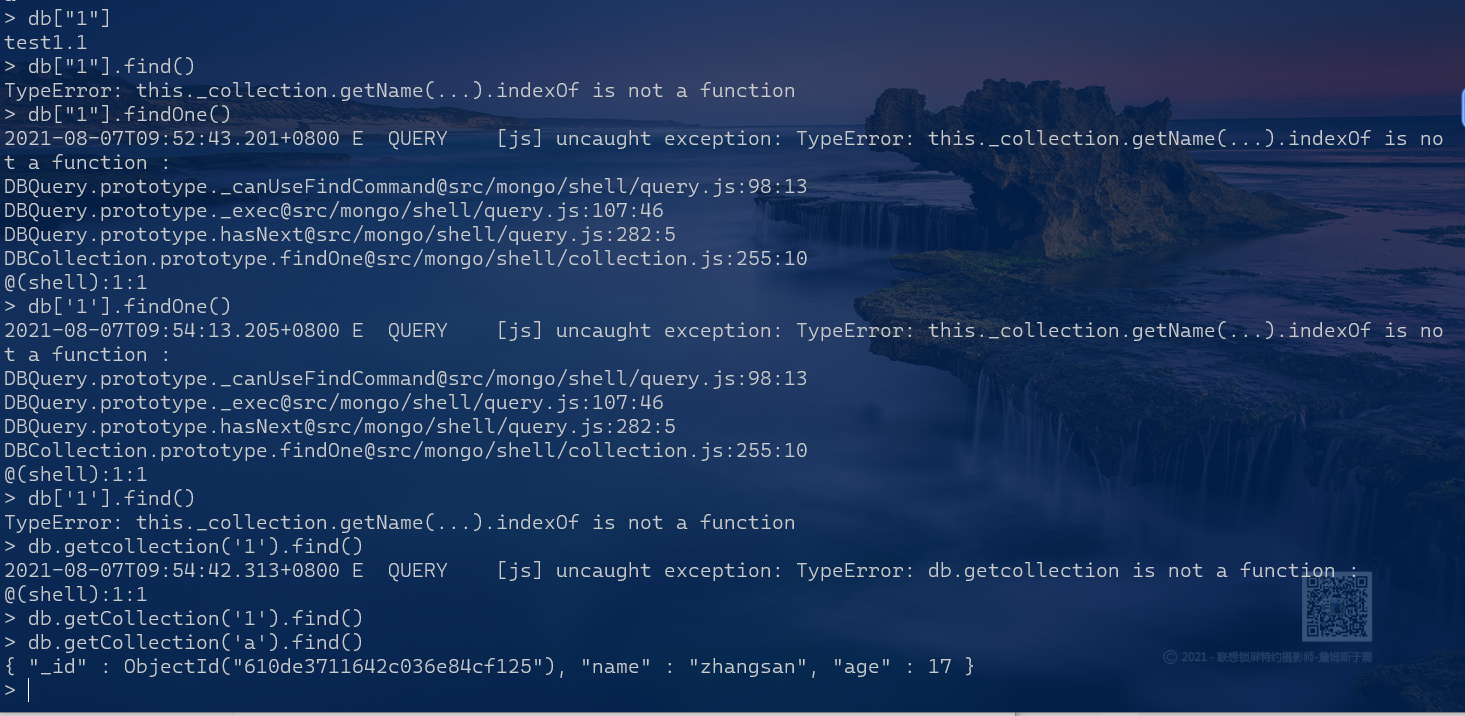 > db["1"]
test1.1
> db["1"].find()
TypeError: this._collection.getName(...).indexOf is not a function
> db["1"].findOne()
2021-08-07T09:52:43.201+0800 E  QUERY    [js] uncaught exception: TypeError: this._collection.getName(...).indexOf is no
t a function :
DBQuery.prototype._canUseFindCommand@src/mongo/shell/query.js:98:13
DBQuery.prototype._exec@src/mongo/shell/query.js:107:46
DBQuery.prototype.hasNext@src/mongo/shell/query.js:282:5
DBCollection.prototype.findOne@src/mongo/shell/collection.js:255:10
@(shell):1:1
> db['1'].findOne()
2021-08-07T09:54:13.205+0800 E  QUERY    [js] uncaught exception: TypeError: this._collection.getName(...).indexOf is no
t a function :
DBQuery.prototype._canUseFindCommand@src/mongo/shell/query.js:98:13
DBQuery.prototype._exec@src/mongo/shell/query.js:107:46
DBQuery.prototype.hasNext@src/mongo/shell/query.js:282:5
DBCollection.prototype.findOne@src/mongo/shell/collection.js:255:10
@(shell):1:1
> db['1'].find()
TypeError: this._collection.getName(...).indexOf is not a function
> db.getcollection('1').find()
2021-08-07T09:54:42.313+0800 E  QUERY    [js] uncaught exception: TypeError: db.getcollection is not a function :
@(shell):1:1
> db.getCollection('1').find()
> db.getCollection('a').find()
© 2021 - 联想锁屏特约摄影师-詹姆斯于震
{ "_id" : ObjectId("610de3711642c036e84cf125"), "name" : "zhangsan", "age" : 17 }
>